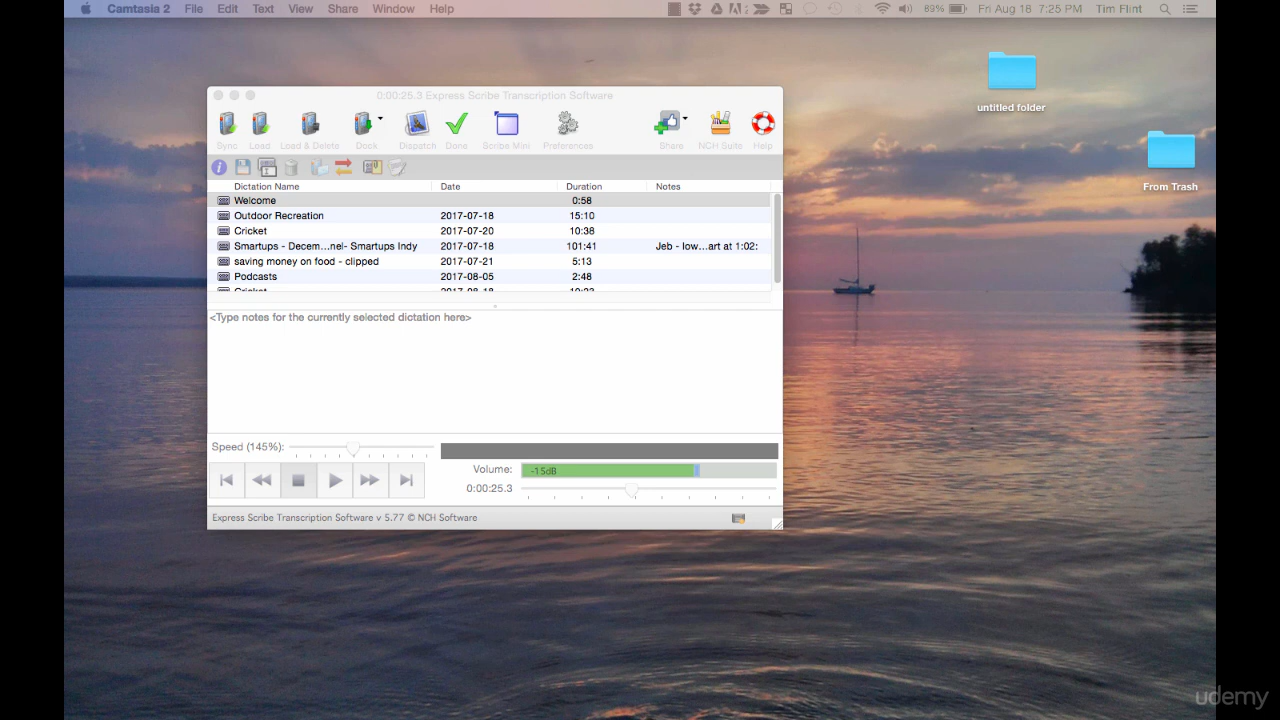 Camtasia 2 File Edit Text View Share Window Help 89% Fri Aug 18 7:25 PM Tim Flint
untitled folder
From Trash
0:00:25.3 Express Scribe Transcription Software
Sync Load Load & Delete Dock Dispatch Done Scribe Mini Preferences Share NCH Suite Help
Dictation Name Date Duration Notes
Welcome 0:58
Outdoor Recreation 2017-07-18 15:10
Cricket 2017-07-20 10:38
Smartups - Decem...nel- Smartups Indy 2017-07-18 101:41 Jeb - low...art at 1:02:
saving money on food - clipped 2017-07-21 5:13
Podcasts 2017-08-05 2:48
Cricket 2017-08-18 10:33
<Type notes for the currently selected dictation here>
Speed (145%):
Volume: -15dB
0:00:25.3
Express Scribe Transcription Software v 5.77 © NCH Software
udemy